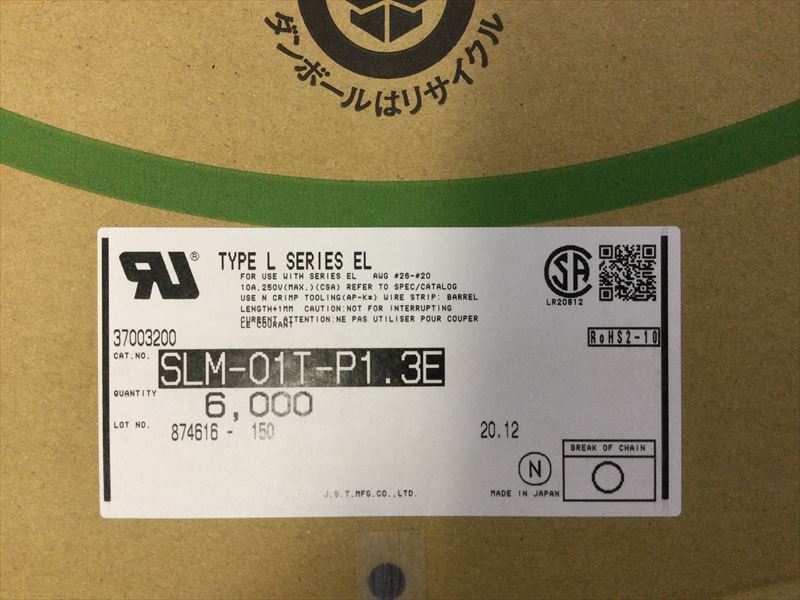 ダンボールはリサイクル
TYPE L SERIES EL
FOR USE WITH SERIES EL AWG #26-#20
10A,250V(MAX.)(CSA) REFER TO SPEC/CATALOG
USE N CRIMP TOOLING(AP-K*) WIRE STRIP: BARREL
LENGTH+1MM CAUTION:NOT FOR INTERRUPTING
CURRENT.ATTENTION:NE PAS UTILISER POUR COUPER
LE COURANT
LR20812
37003200
RoHS2-10
CAT.NO. SLM-01T-P1.3E
QUANTITY 6,000
LOT NO. 874616 - 150 20.12
BREAK OF CHAIN
N
J.S.T.MFG.CO.,LTD. MADE IN JAPAN